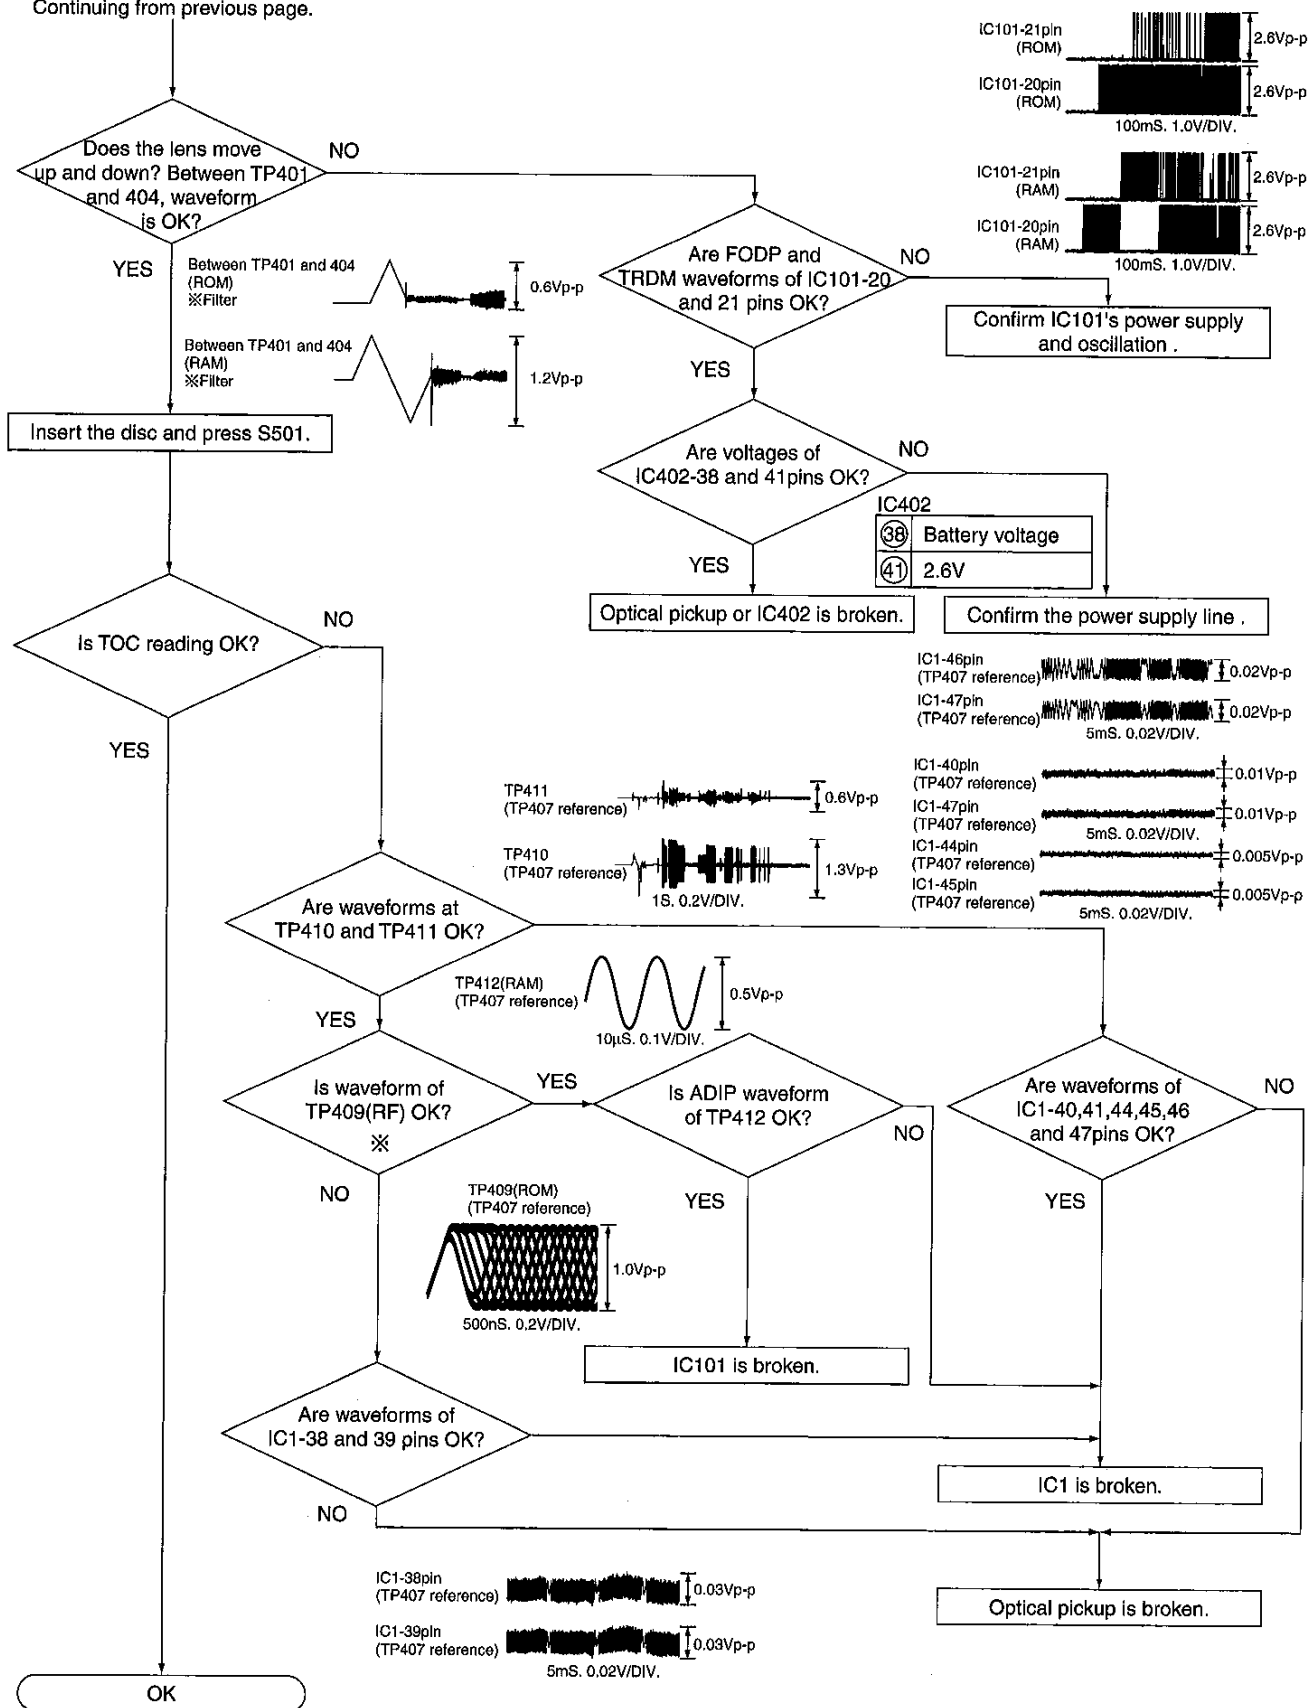 Continuing from previous page.
Does the lens move
up and down? Between TP401
and 404, waveform
is OK?
NO
YES
Between TP401 and 404
(ROM)
※Filter
0.6Vp-p
Between TP401 and 404
(RAM)
※Filter
1.2Vp-p
Insert the disc and press S501.
IC101-21pin
(ROM)
2.6Vp-p
IC101-20pin
(ROM)
2.6Vp-p
100mS. 1.0V/DIV.
IC101-21pin
(RAM)
2.6Vp-p
IC101-20pin
(RAM)
2.6Vp-p
100mS. 1.0V/DIV.
Are FODP and
TRDM waveforms of IC101-20
and 21 pins OK?
NO
YES
Confirm IC101's power supply
and oscillation .
Are voltages of
IC402-38 and 41pins OK?
NO
YES
IC402
38 Battery voltage
41 2.6V
Optical pickup or IC402 is broken.
Confirm the power supply line .
Is TOC reading OK?
NO
YES
IC1-46pin
(TP407 reference)
0.02Vp-p
IC1-47pin
(TP407 reference)
0.02Vp-p
5mS. 0.02V/DIV.
IC1-40pin
(TP407 reference)
0.01Vp-p
IC1-47pin
(TP407 reference)
0.01Vp-p
5mS. 0.02V/DIV.
IC1-44pin
(TP407 reference)
0.005Vp-p
IC1-45pin
(TP407 reference)
0.005Vp-p
5mS. 0.02V/DIV.
TP411
(TP407 reference)
0.6Vp-p
TP410
(TP407 reference)
1.3Vp-p
1S. 0.2V/DIV.
Are waveforms at
TP410 and TP411 OK?
YES
TP412(RAM)
(TP407 reference)
0.5Vp-p
10μS. 0.1V/DIV.
Is waveform of
TP409(RF) OK?
※
YES
NO
Is ADIP waveform
of TP412 OK?
NO
YES
Are waveforms of
IC1-40,41,44,45,46
and 47pins OK?
NO
YES
TP409(ROM)
(TP407 reference)
1.0Vp-p
500nS. 0.2V/DIV.
IC101 is broken.
Are waveforms of
IC1-38 and 39 pins OK?
NO
IC1 is broken.
Optical pickup is broken.
IC1-38pin
(TP407 reference)
0.03Vp-p
IC1-39pin
(TP407 reference)
0.03Vp-p
5mS. 0.02V/DIV.
OK